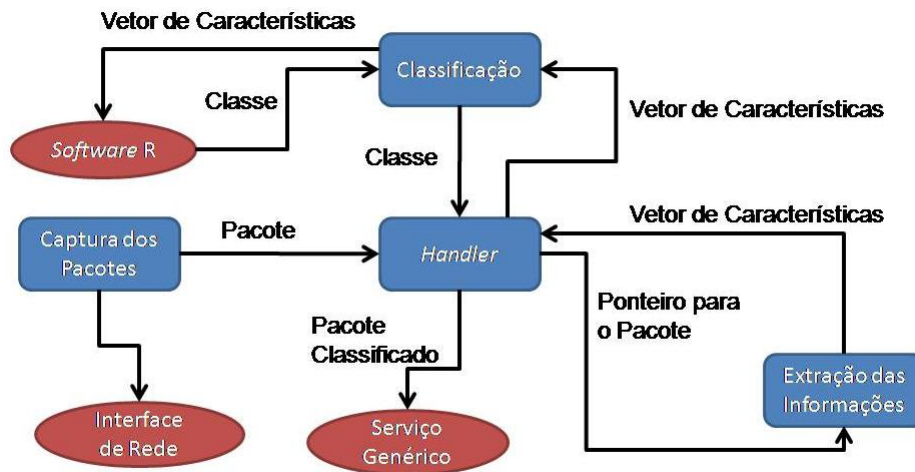 Vetor de Características
Classificação
Classe
Vetor de Características
Software R
Classe
Vetor de Características
Captura dos
Pacotes
Pacote
Handler
Ponteiro para
o Pacote
Pacote
Classificado
Extração das
Informações
Interface
de Rede
Serviço
Genérico